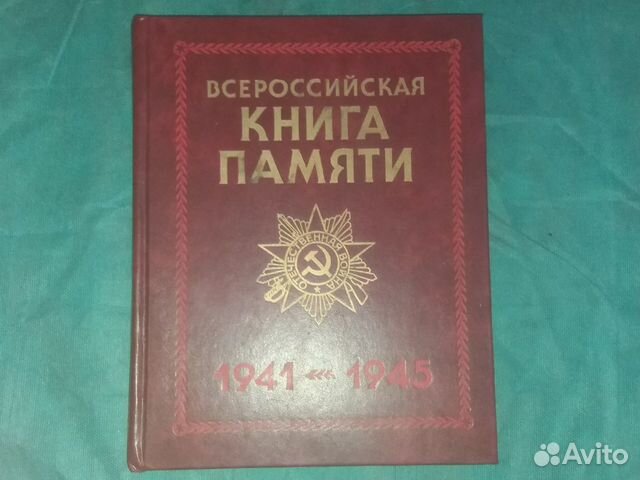 ВСЕРОССИЙСКАЯ
КНИГА
ПАМЯТИ
ОТЕЧЕСТВЕННАЯ ВОЙНА
1941 1945
Avito